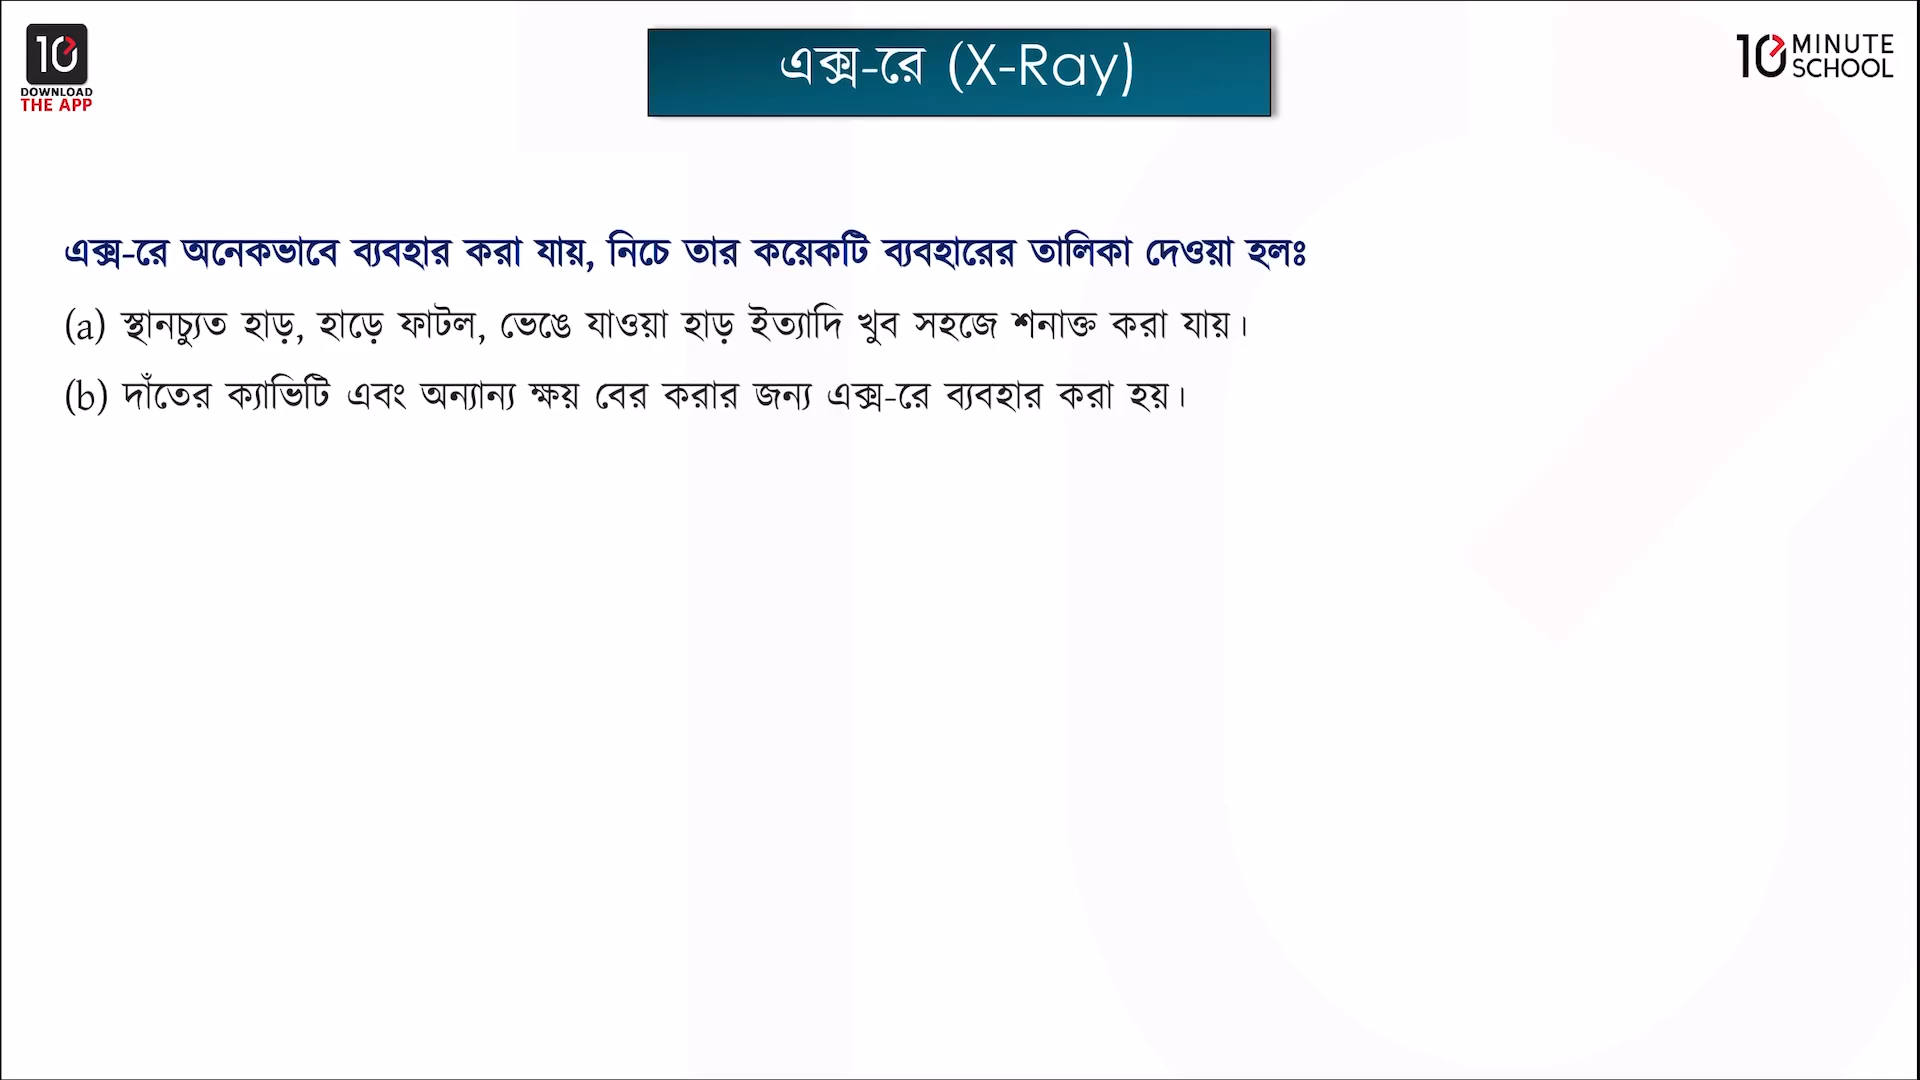 10
DOWNLOAD
THE APP
এক্স-রে (X-Ray)
10 MINUTE
SCHOOL
এক্স-রে অনেকভাবে ব্যবহার করা যায়, নিচে তার কয়েকটি ব্যবহারের তালিকা দেওয়া হলঃ
(a) স্থানচ্যুত হাড়, হাড়ে ফাটল, ভেঙে যাওয়া হাড় ইত্যাদি খুব সহজে শনাক্ত করা যায়।
(b) দাঁতের ক্যাভিটি এবং অন্যান্য ক্ষয় বের করার জন্য এক্স-রে ব্যবহার করা হয়।